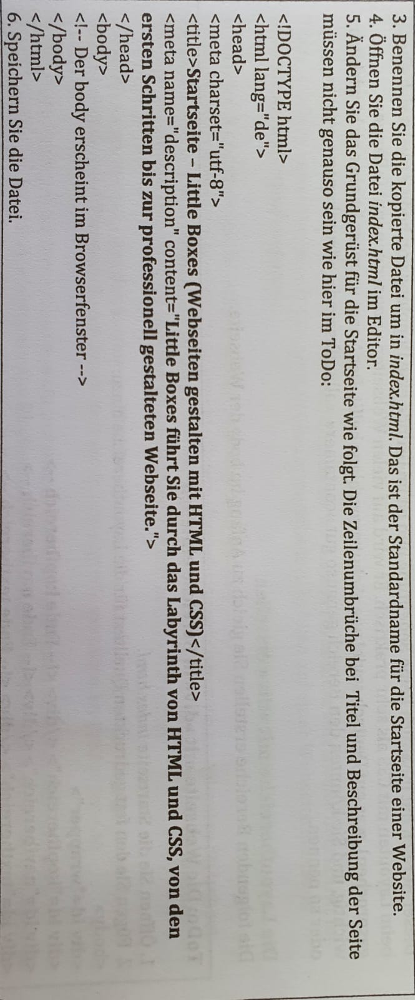 3. Benennen Sie die kopierte Datei um in index.html. Das ist der Standardname für die Startseite einer Website.
4. Öffnen Sie die Datei index.html im Editor.
5. Ändern Sie das Grundgerüst für die Startseite wie folgt. Die Zeilenumbrüche bei Titel und Beschreibung der Seite
müssen nicht genauso sein wie hier im ToDo:
<!DOCTYPE html>
<html lang="de">
<head>
<meta charset="utf-8">
<title>Startseite – Little Boxes (Webseiten gestalten mit HTML und CSS)</title>
<meta name="description" content="Little Boxes führt Sie durch das Labyrinth von HTML und CSS, von den
ersten Schritten bis zur professionell gestalteten Webseite.">
</head>
<body>
<!-- Der body erscheint im Browserfenster -->
</body>
</html>
6. Speichern Sie die Datei.